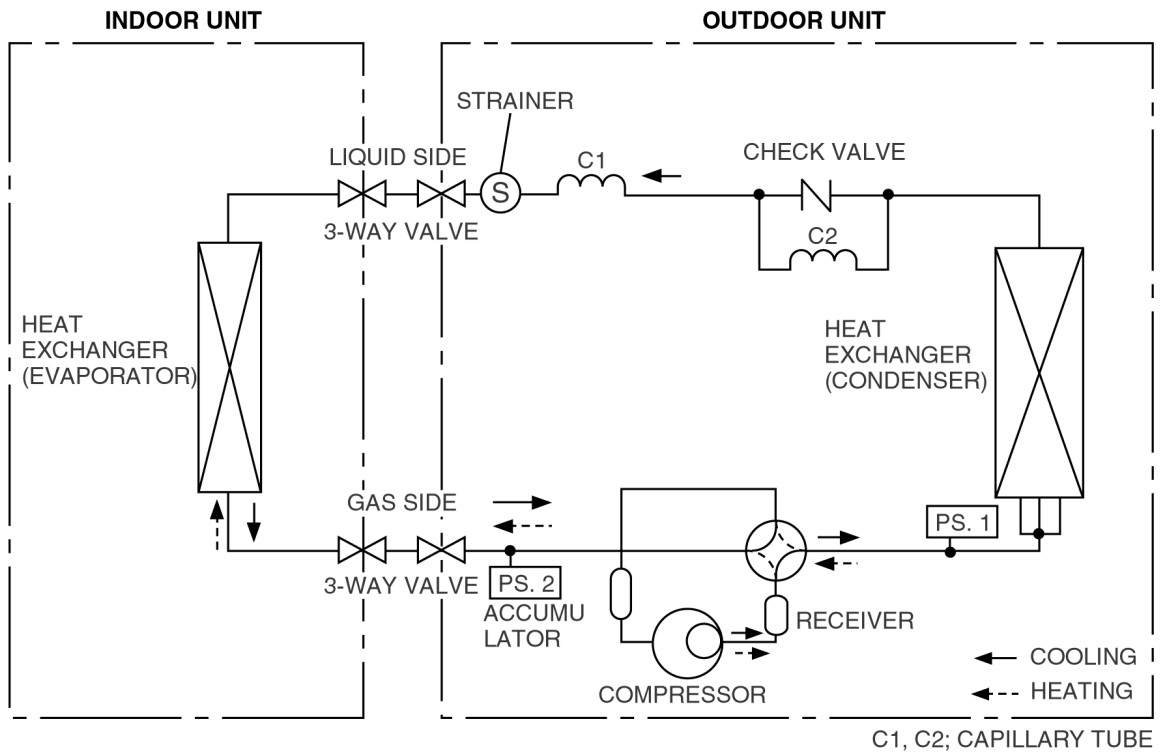 INDOOR UNIT
OUTDOOR UNIT
STRAINER
LIQUID SIDE
C1
CHECK VALVE
S
3-WAY VALVE
C2
HEAT
EXCHANGER
(EVAPORATOR)
HEAT
EXCHANGER
(CONDENSER)
GAS SIDE
PS. 1
3-WAY VALVE
PS. 2
ACCUMU
LATOR
RECEIVER
COMPRESSOR
COOLING
HEATING
C1, C2; CAPILLARY TUBE